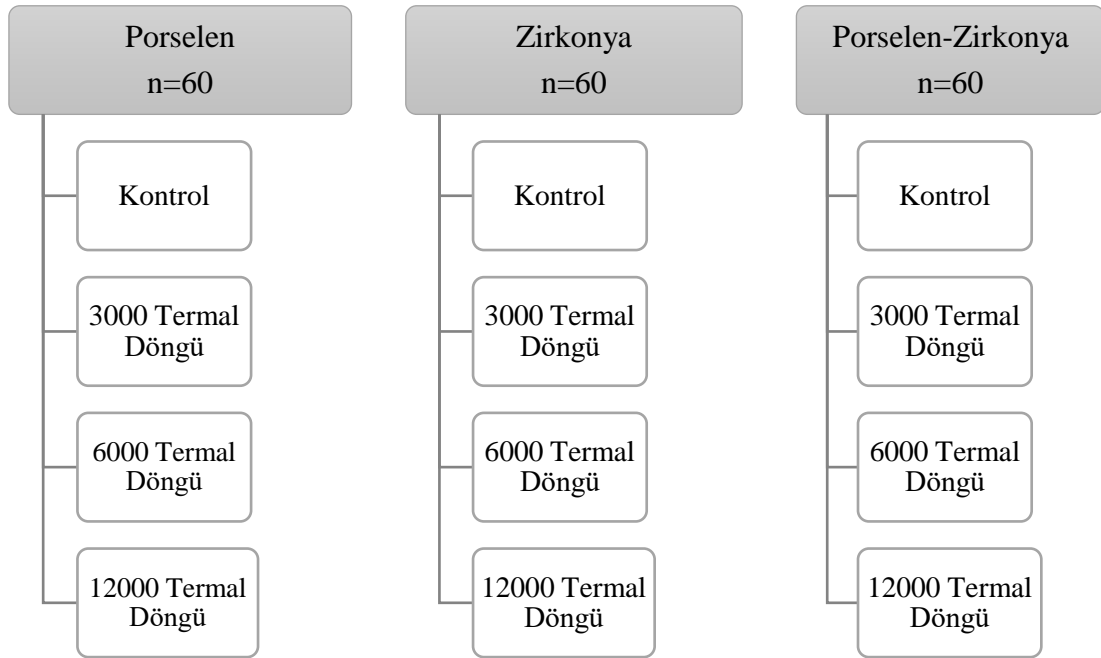 Porselen
n=60
Kontrol
3000 Termal
Döngü
6000 Termal
Döngü
12000 Termal
Döngü
Zirkonya
n=60
Kontrol
3000 Termal
Döngü
6000 Termal
Döngü
12000 Termal
Döngü
Porselen-Zirkonya
n=60
Kontrol
3000 Termal
Döngü
6000 Termal
Döngü
12000 Termal
Döngü